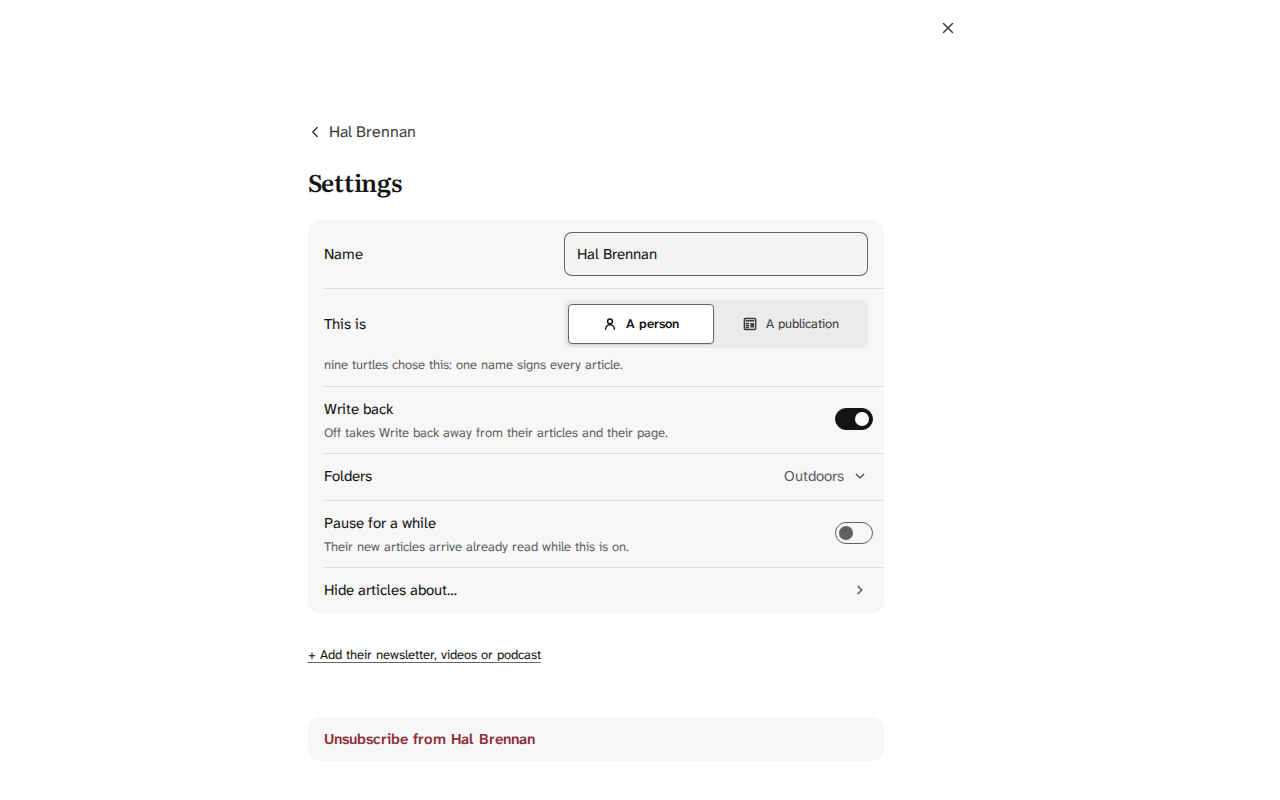 Hal Brennan
Settings
Name
Hal Brennan
This is
A person
A publication
nine turtles chose this: one name signs every article.
Write back
Off takes Write back away from their articles and their page.
Folders
Outdoors
Pause for a while
Their new articles arrive already read while this is on.
Hide articles about…
+ Add their newsletter, videos or podcast
Unsubscribe from Hal Brennan